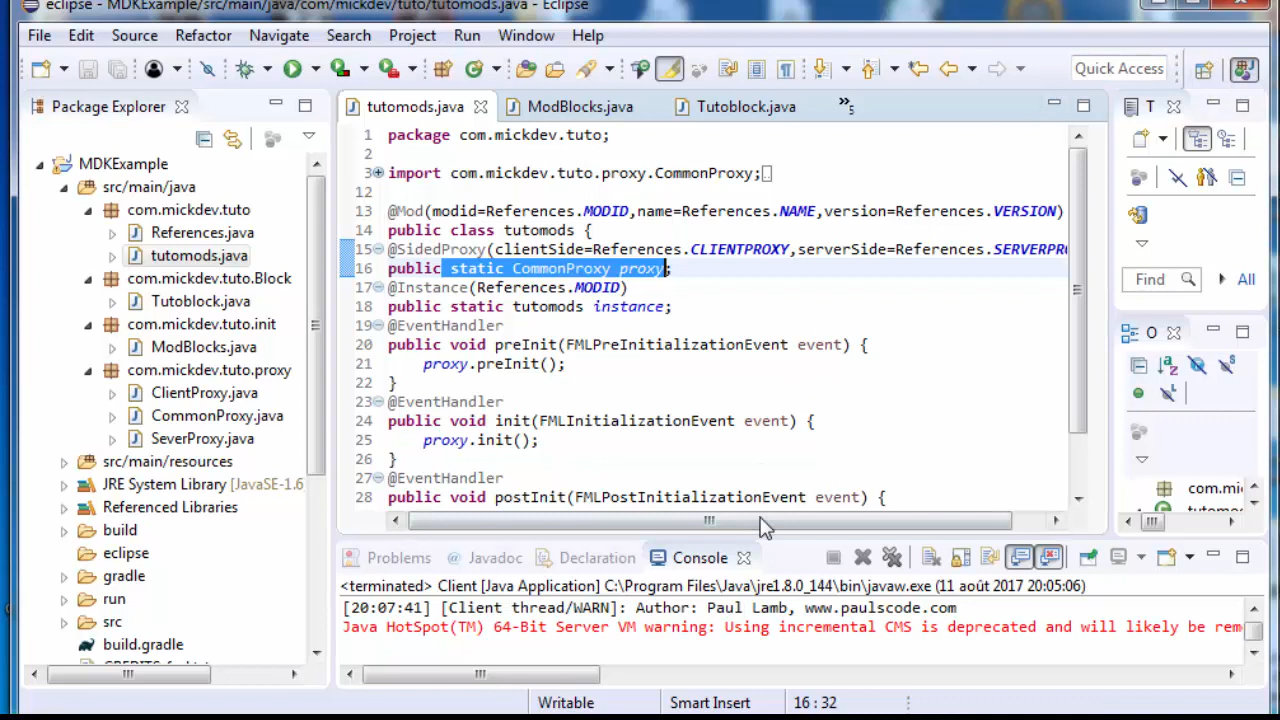 eclipse - MDKExample/src/main/java/com/mickdev/tuto/tutomods.java - Eclipse
File Edit Source Refactor Navigate Search Project Run Window Help
Quick Access
Package Explorer
MDKExample
src/main/java
com.mickdev.tuto
References.java
tutomods.java
com.mickdev.tuto.Block
Tutoblock.java
com.mickdev.tuto.init
ModBlocks.java
com.mickdev.tuto.proxy
ClientProxy.java
CommonProxy.java
SeverProxy.java
src/main/resources
JRE System Library [JavaSE-1.6
Referenced Libraries
build
eclipse
gradle
run
src
build.gradle
tutomods.java ModBlocks.java Tutoblock.java »5
1 package com.mickdev.tuto;
2
3 import com.mickdev.tuto.proxy.CommonProxy;
12
13 @Mod(modid=References.MODID,name=References.NAME,version=References.VERSION)
14 public class tutomods {
15 @SidedProxy(clientSide=References.CLIENTPROXY,serverSide=References.SERVERPRO
16 public static CommonProxy proxy;
17 @Instance(References.MODID)
18 public static tutomods instance;
19 @EventHandler
20 public void preInit(FMLPreInitializationEvent event) {
21 proxy.preInit();
22 }
23 @EventHandler
24 public void init(FMLInitializationEvent event) {
25 proxy.init();
26 }
27 @EventHandler
28 public void postInit(FMLPostInitializationEvent event) {
T
Find All
O
com.mi
tutomo
Problems @ Javadoc Declaration Console
<terminated> Client [Java Application] C:\Program Files\Java\jre1.8.0_144\bin\javaw.exe (11 août 2017 20:05:06)
[20:07:41] [Client thread/WARN]: Author: Paul Lamb, www.paulscode.com
Java HotSpot(TM) 64-Bit Server VM warning: Using incremental CMS is deprecated and will likely be rem
Writable Smart Insert 16 : 32